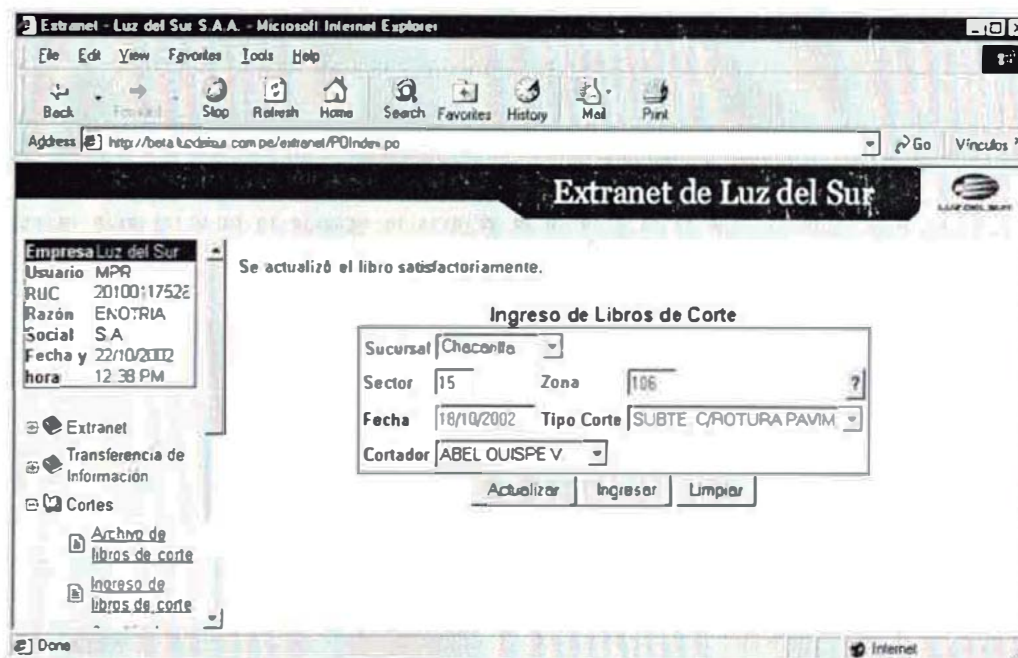 Extranet - Luz del Sur S.A.A. - Microsoft Internet Explorer
File Edit View Favorites Tools Help
Back Forward Stop Refresh Home Search Favorites History Mail Print
Address http://beta.luzdelsur.com.pe/extranet/POIndex.po Go Vínculos
Extranet de Luz del Sur
LUZ DEL SUR
Empresa Luz del Sur
Usuario MPR
RUC
Razón ENOTRIA
Social S.A
Fecha y 22/10/2002
hora 12:38 PM
Extranet
Transferencia de
Información
Cortes
Archivo de
libros de corte
Ingreso de
libros de corte
Se actualizó el libro satisfactoriamente.
Ingreso de Libros de Corte
Sucursal Chacarilla
Sector 15 Zona 106 ?
Fecha 18/10/2002 Tipo Corte SUBTE. C/ROTURA PAVIM
Cortador ABEL QUISPE V.
Actualizar Ingresar Limpiar
Done Internet